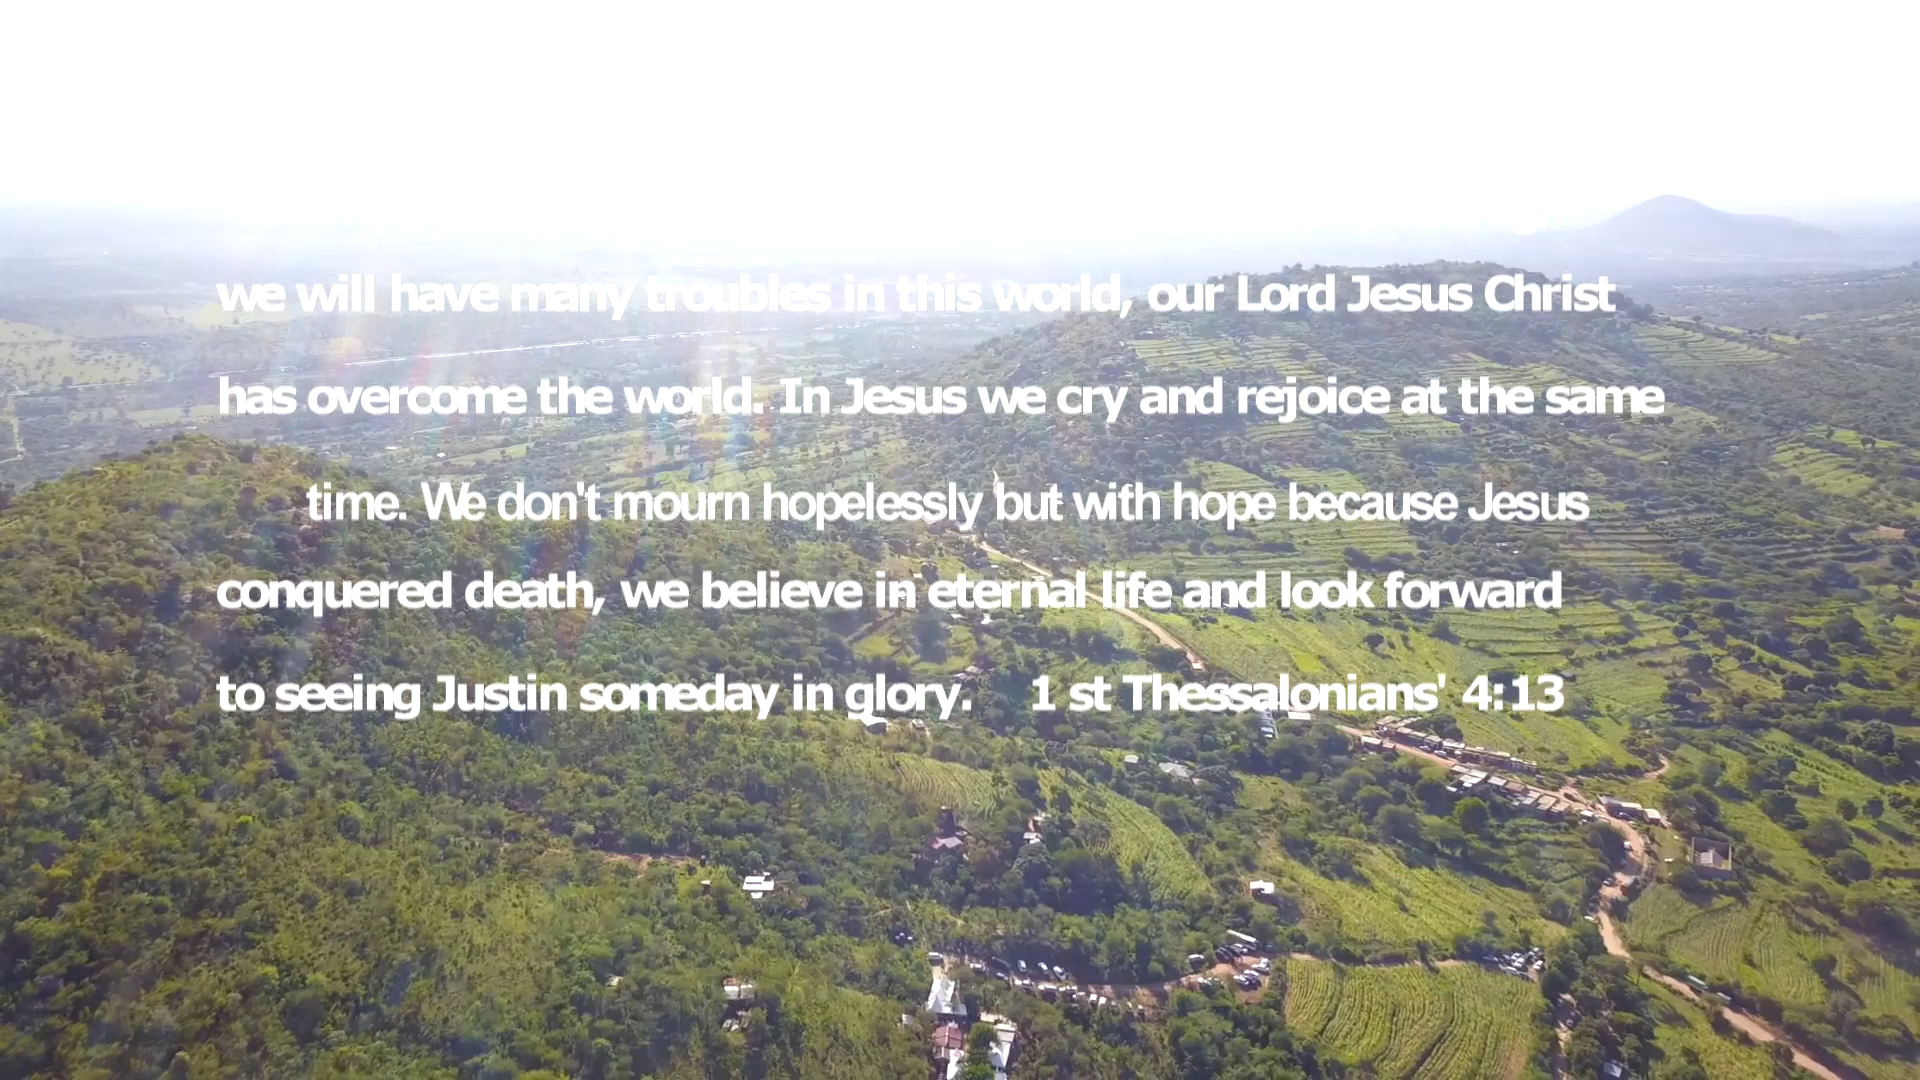 we will have many troubles in this world, our Lord Jesus Christ
has overcome the world. In Jesus we cry and rejoice at the same
time. We don't mourn hopelessly but with hope because Jesus
conquered death, we believe in eternal life and look forward
to seeing Justin someday in glory. 1 st Thessalonians' 4:13